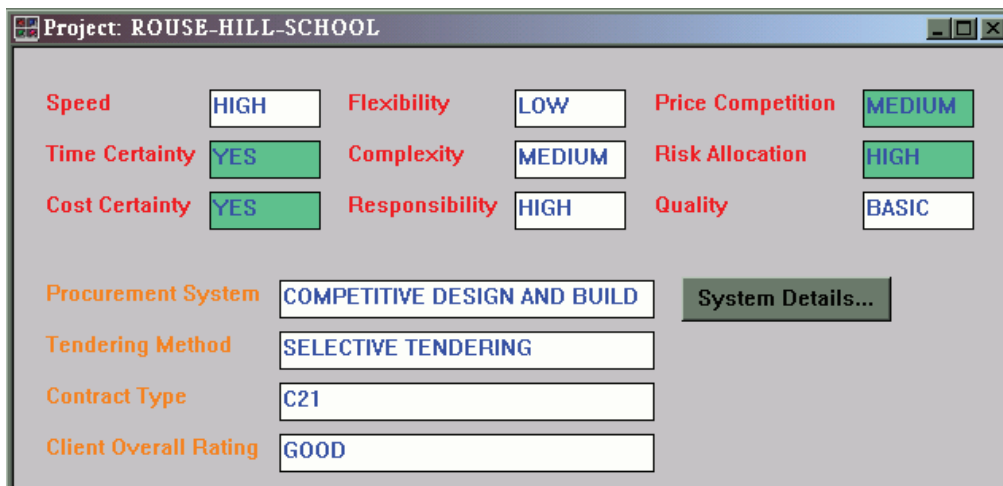 Project: ROUSE-HILL-SCHOOL
Speed HIGH Flexibility LOW Price Competition MEDIUM
Time Certainty YES Complexity MEDIUM Risk Allocation HIGH
Cost Certainty YES Responsibility HIGH Quality BASIC
Procurement System COMPETITIVE DESIGN AND BUILD System Details...
Tendering Method SELECTIVE TENDERING
Contract Type C21
Client Overall Rating GOOD